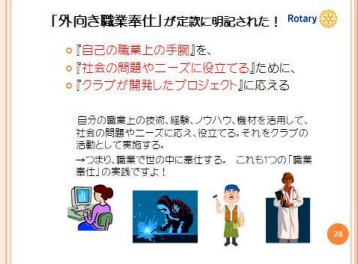 「外向き職業奉仕」が定款に明記された！ Rotary
『自己の職業上の手腕』を、
『社会の問題やニーズに役立てる』ために、
『クラブが開発したプロジェクト』に応える
自分の職業上の技術、経験、ノウハウ、機材を活用して、
社会の問題やニーズに応え、役立てる。それをクラブの
活動として実施する。
→つまり、職業で世の中に奉仕する。 これも1つの「職業
奉仕」の実践ですよ！
28